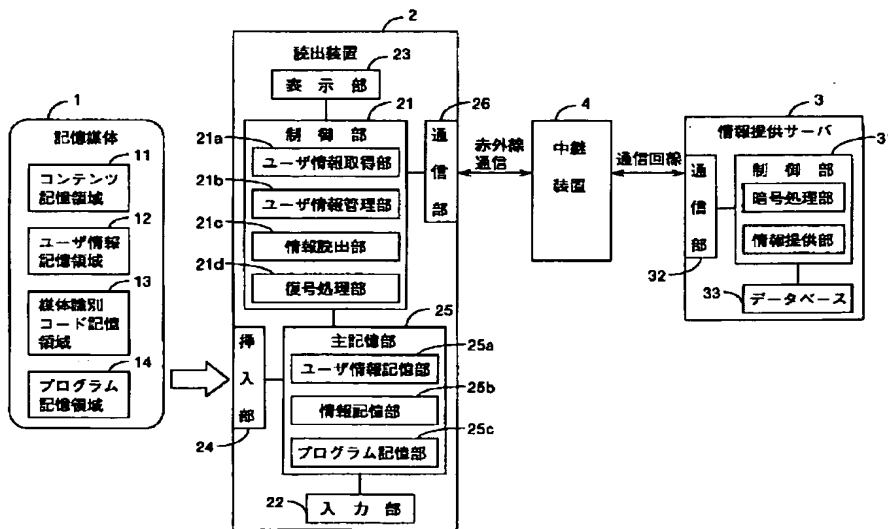 1
記憶媒体
11
コンテンツ
記憶領域
12
ユーザ情報
記憶領域
13
媒体識別
コード記憶
領域
14
プログラム
記憶領域
2
読出装置
23
表示部
21
制御部
21a
ユーザ情報取得部
21b
ユーザ情報管理部
21c
情報読出部
21d
復号処理部
26
通信部
24
挿入部
25
主記憶部
25a
ユーザ情報記憶部
25b
情報記憶部
25c
プログラム記憶部
22
入力部
赤外線
通信
4
中継
装置
通信回線
3
情報提供サーバ
31
制御部
暗号処理部
情報提供部
通信部
32
33
データベース